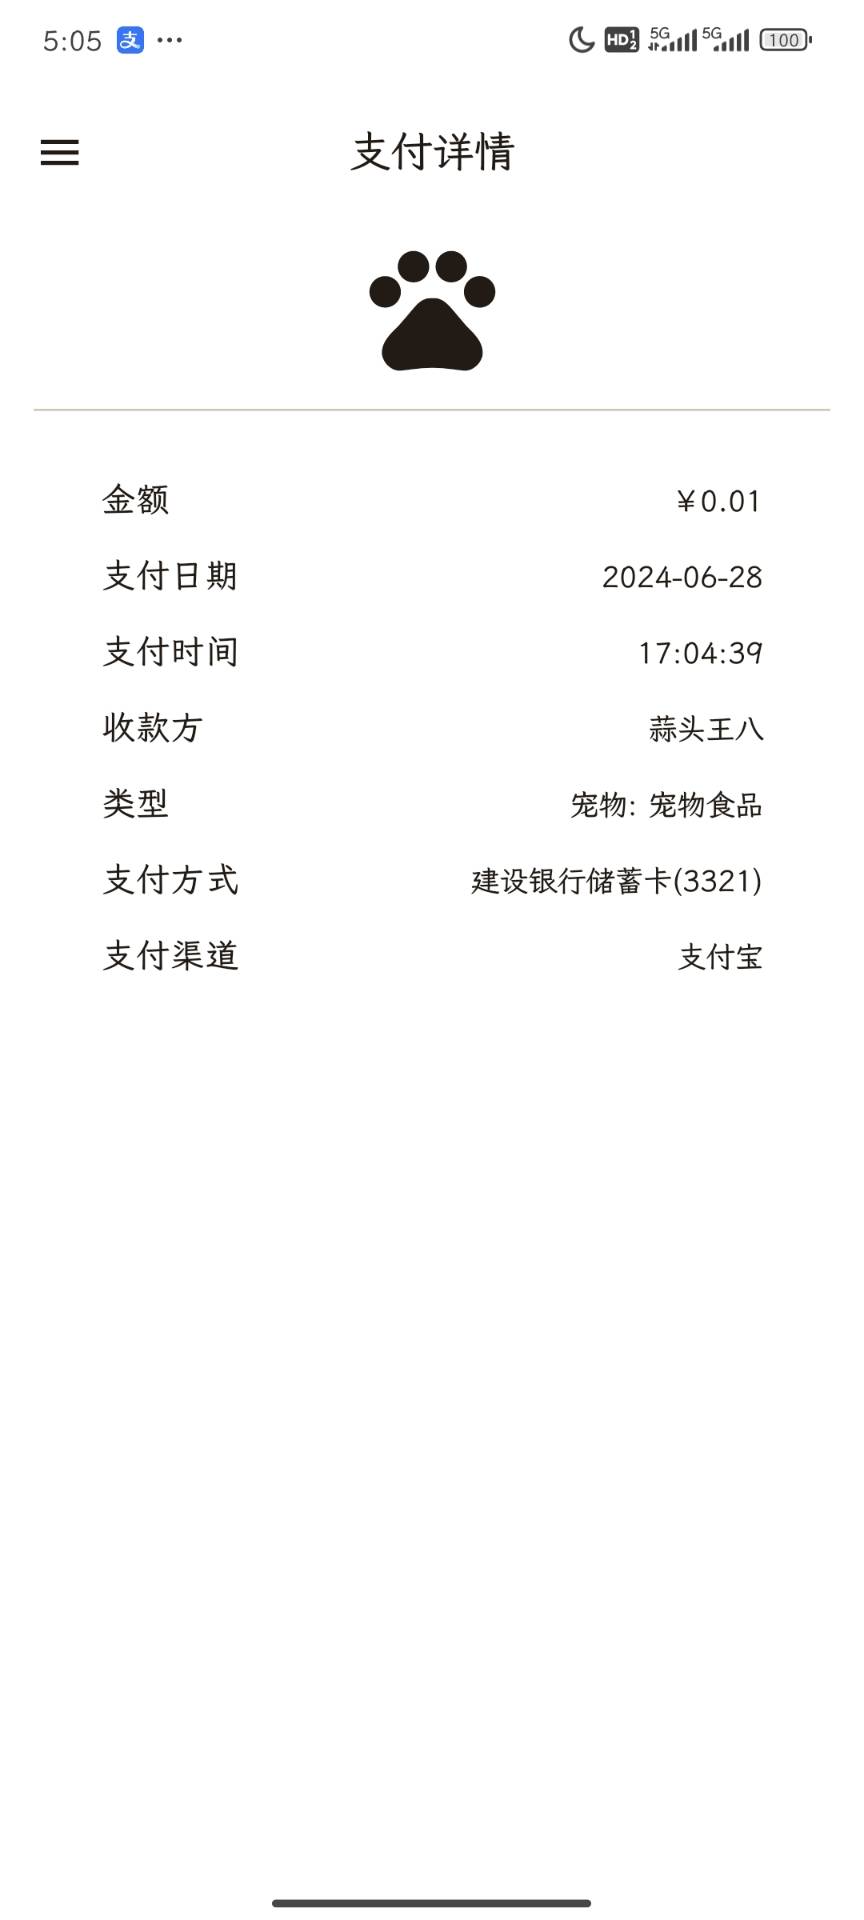 5:05 支 ··· HD 1 2 5G 5G 100
支付详情
金额 ￥0.01
支付日期 2024-06-28
支付时间 17:04:39
收款方 蒜头王八
类型 宠物: 宠物食品
支付方式 建设银行储蓄卡(3321)
支付渠道 支付宝